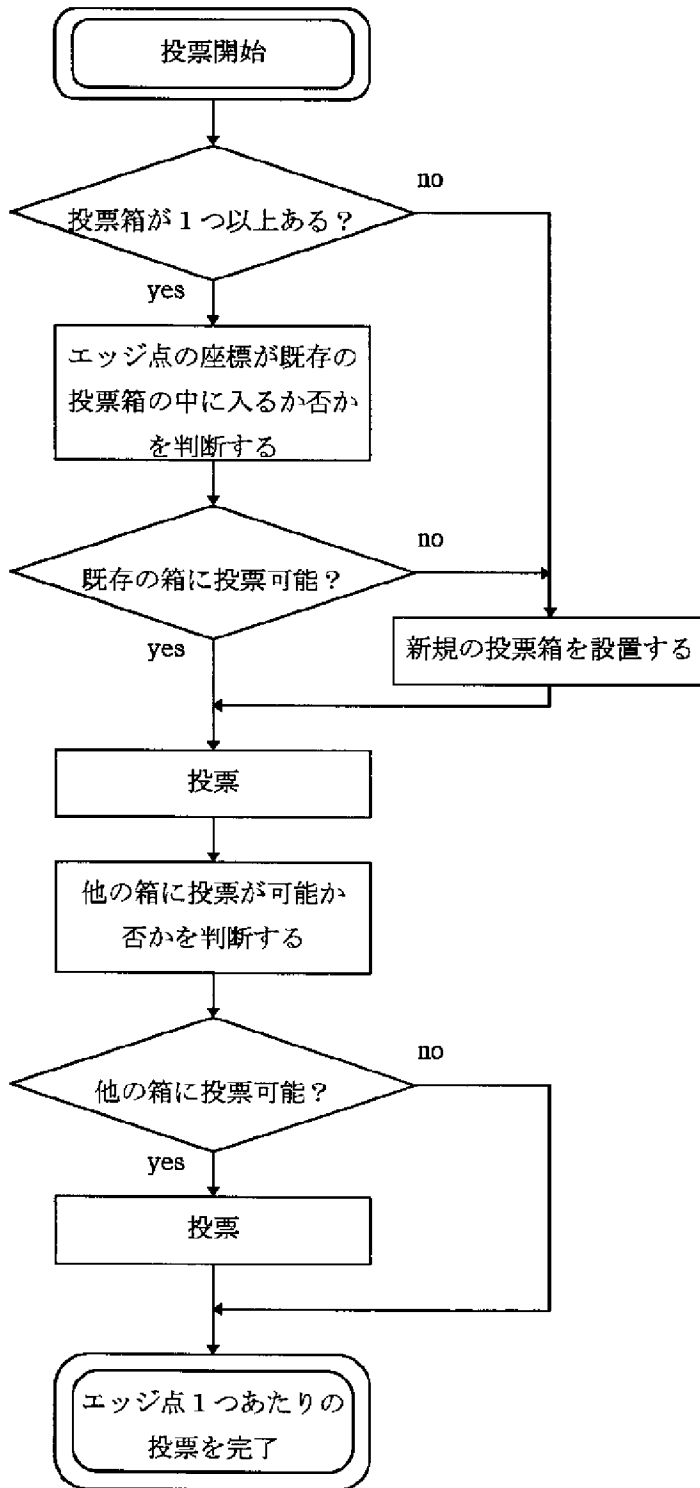 投票開始
no
投票箱が１つ以上ある？
yes
エッジ点の座標が既存の
投票箱の中に入るか否か
を判断する
no
既存の箱に投票可能？
yes
新規の投票箱を設置する
投票
他の箱に投票が可能か
否かを判断する
no
他の箱に投票可能？
yes
投票
エッジ点１つあたりの
投票を完了